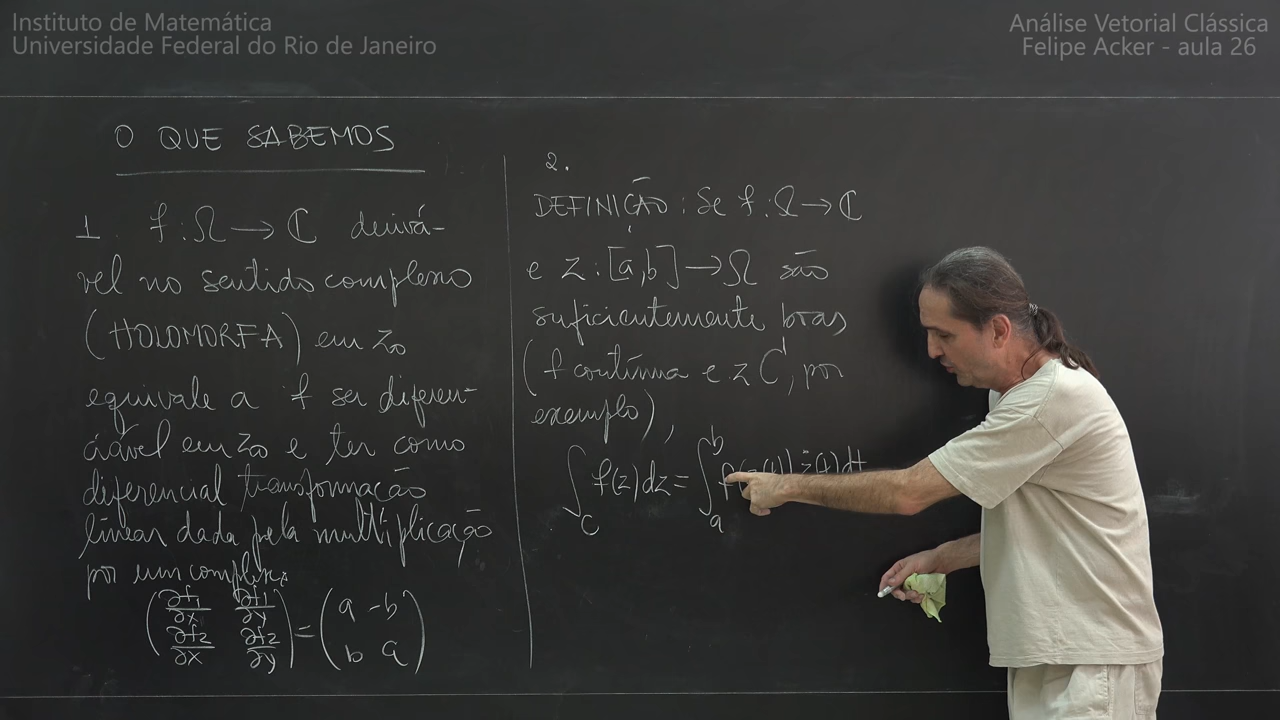 Instituto de Matemática
Universidade Federal do Rio de Janeiro
Análise Vetorial Clássica
Felipe Acker - aula 26
O QUE SABEMOS
1. f:Ω→ℂ derivá-
vel no sentido complexo
(HOLOMORFA) em z₀
equivale a f ser diferen-
ciável em z₀ e ter como
diferencial transformação
linear dada pela multiplicação
por um complexo
(∂f₁/∂x ∂f₁/∂y
∂f₂/∂x ∂f₂/∂y) = (a -b
b a)
2.
DEFINIÇÃO: Se f:Ω→ℂ
e z:[a,b]→Ω são
suficientemente boas
(f contínua e z C¹, por
exemplo),
∫_C f(z)dz = ∫_a^b f(z(t)) ż(t)dt